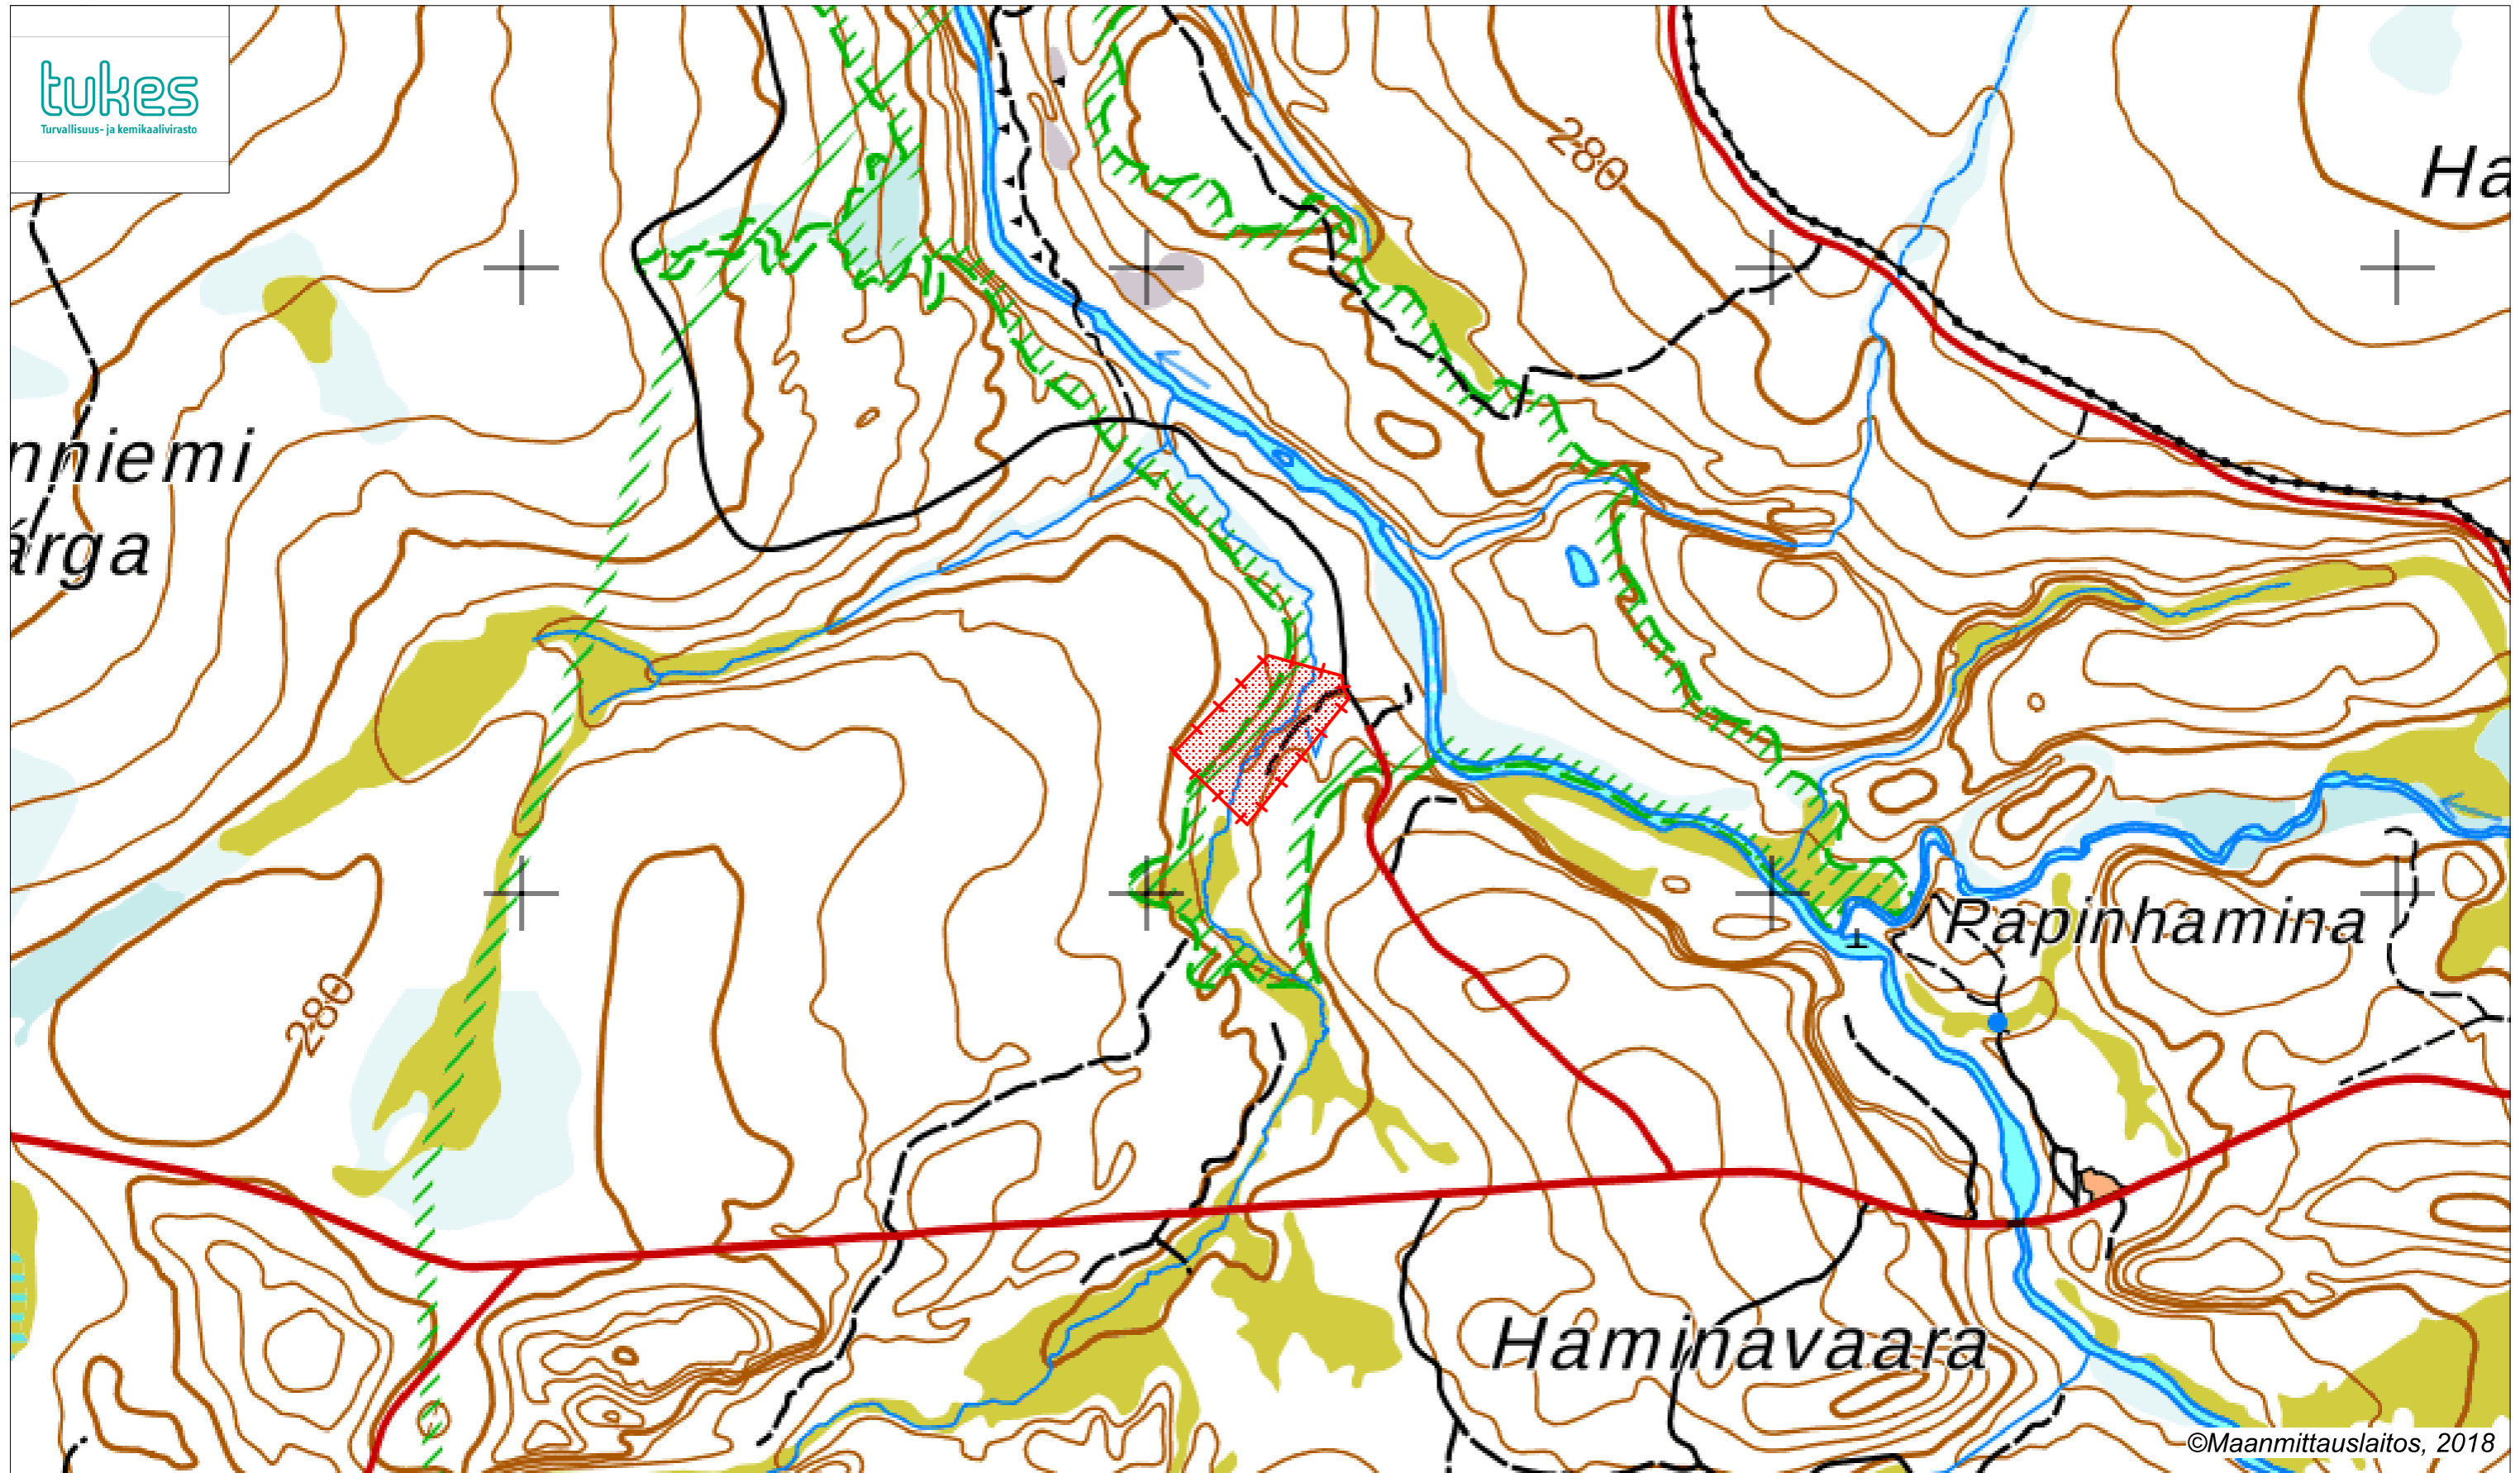 tukes
Turvallisuus- ja kemikaalivirasto
280
Ha
nniemi
árga
Rapinhamina
280
Haminavaara
©Maanmittauslaitos, 2018